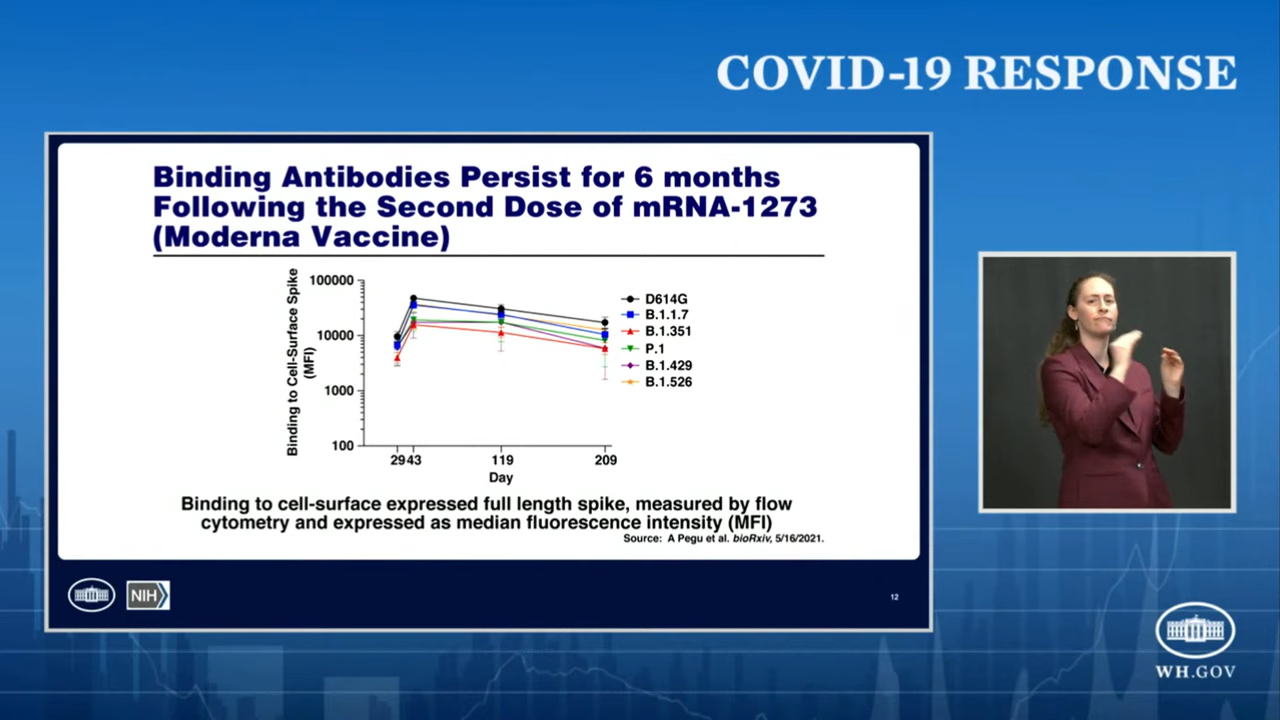 COVID-19 RESPONSE
Binding Antibodies Persist for 6 months
Following the Second Dose of mRNA-1273
(Moderna Vaccine)
Binding to Cell-Surface Spike
(MFI)
100000
10000
1000
100
29 43 119 209
Day
D614G
B.1.1.7
B.1.351
P.1
B.1.429
B.1.526
Binding to cell-surface expressed full length spike, measured by flow
cytometry and expressed as median fluorescence intensity (MFI)
Source: A Pegu et al. bioRxiv, 5/16/2021.
NIH
12
WH.GOV